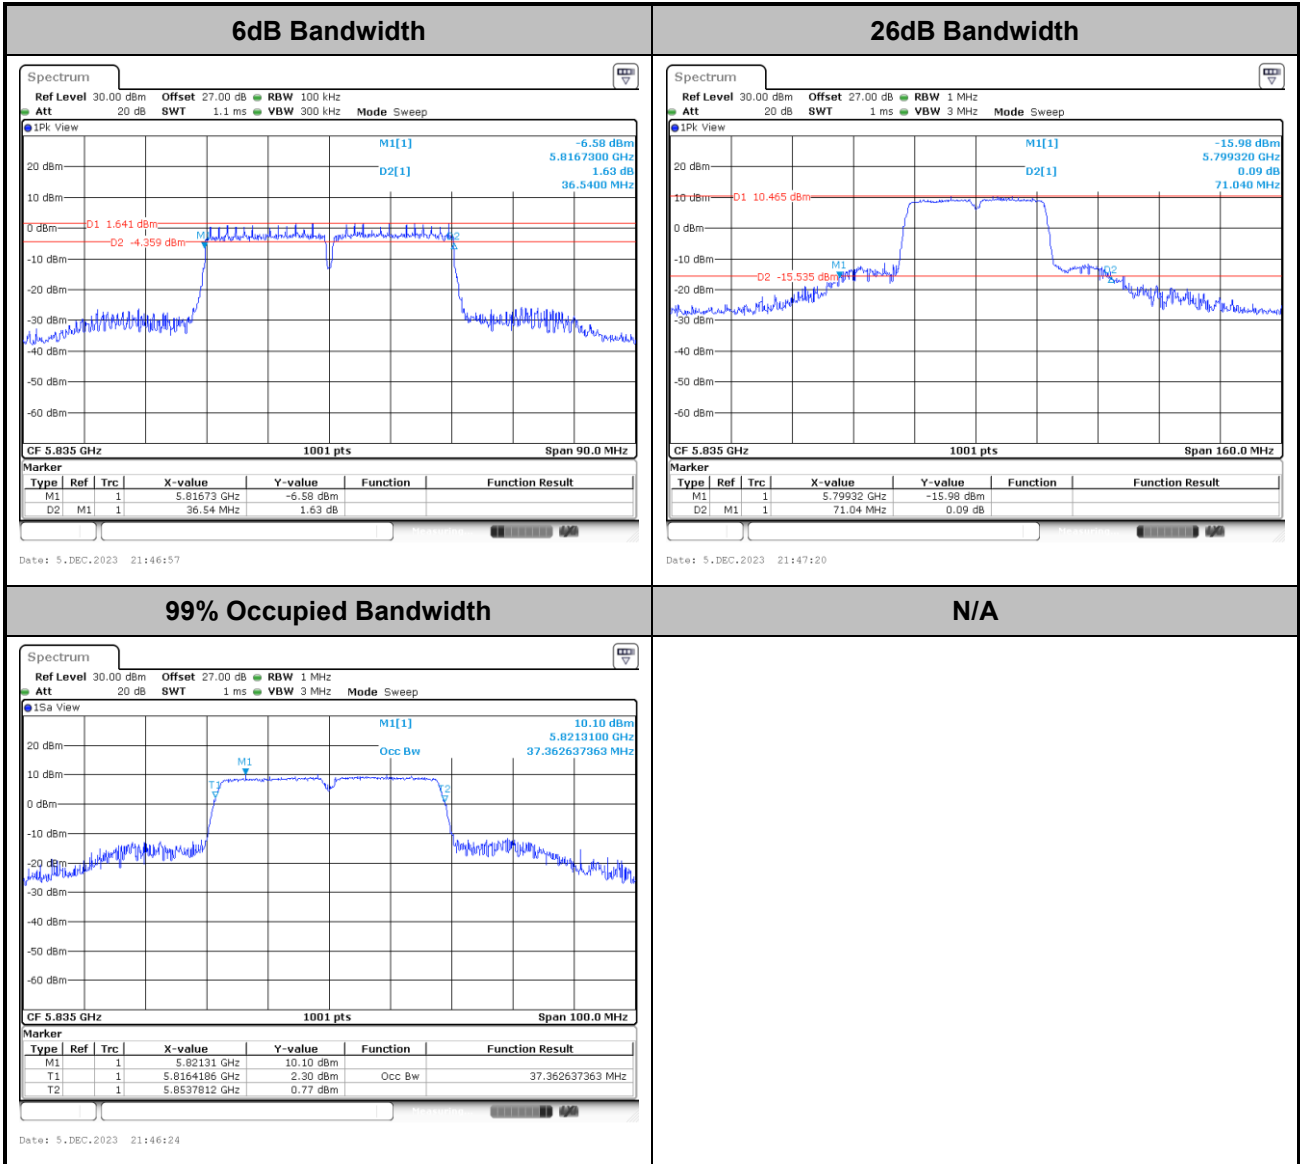 6dB Bandwidth
26dB Bandwidth
Spectrum
Ref Level 30.00 dBm Offset 27.00 dB RBW 100 kHz
Att 20 dB SWT 1.1 ms VBW 300 kHz Mode Sweep
1Pk View
M1[1] -6.58 dBm
5.8167300 GHz
D2[1] 1.63 dB
36.5400 MHz
20 dBm
10 dBm
D1 1.641 dBm
0 dBm
M1
D2
D2 -4.359 dBm
-10 dBm
-20 dBm
-30 dBm
-40 dBm
-50 dBm
-60 dBm
CF 5.835 GHz 1001 pts Span 90.0 MHz
Marker
Type Ref Trc X-value Y-value Function Function Result
M1 1 5.81673 GHz -6.58 dBm
D2 M1 1 36.54 MHz 1.63 dB
Date: 5.DEC.2023 21:46:57
Spectrum
Ref Level 30.00 dBm Offset 27.00 dB RBW 1 MHz
Att 20 dB SWT 1 ms VBW 3 MHz Mode Sweep
1Pk View
M1[1] -15.98 dBm
5.799320 GHz
D2[1] 0.09 dB
71.040 MHz
20 dBm
10 dBm
D1 10.465 dBm
0 dBm
-10 dBm
M1
D2
D2 -15.535 dBm
-20 dBm
-30 dBm
-40 dBm
-50 dBm
-60 dBm
CF 5.835 GHz 1001 pts Span 160.0 MHz
Marker
Type Ref Trc X-value Y-value Function Function Result
M1 1 5.79932 GHz -15.98 dBm
D2 M1 1 71.04 MHz 0.09 dB
Date: 5.DEC.2023 21:47:20
99% Occupied Bandwidth
N/A
Spectrum
Ref Level 30.00 dBm Offset 27.00 dB RBW 1 MHz
Att 20 dB SWT 1 ms VBW 3 MHz Mode Sweep
1Sa View
M1[1] 10.10 dBm
5.8213100 GHz
Occ Bw 37.362637363 MHz
20 dBm
M1
10 dBm
T1
T2
0 dBm
-10 dBm
-20 dBm
-30 dBm
-40 dBm
-50 dBm
-60 dBm
CF 5.835 GHz 1001 pts Span 100.0 MHz
Marker
Type Ref Trc X-value Y-value Function Function Result
M1 1 5.82131 GHz 10.10 dBm
T1 1 5.8164186 GHz 2.30 dBm Occ Bw 37.362637363 MHz
T2 1 5.8537812 GHz 0.77 dBm
Date: 5.DEC.2023 21:46:24